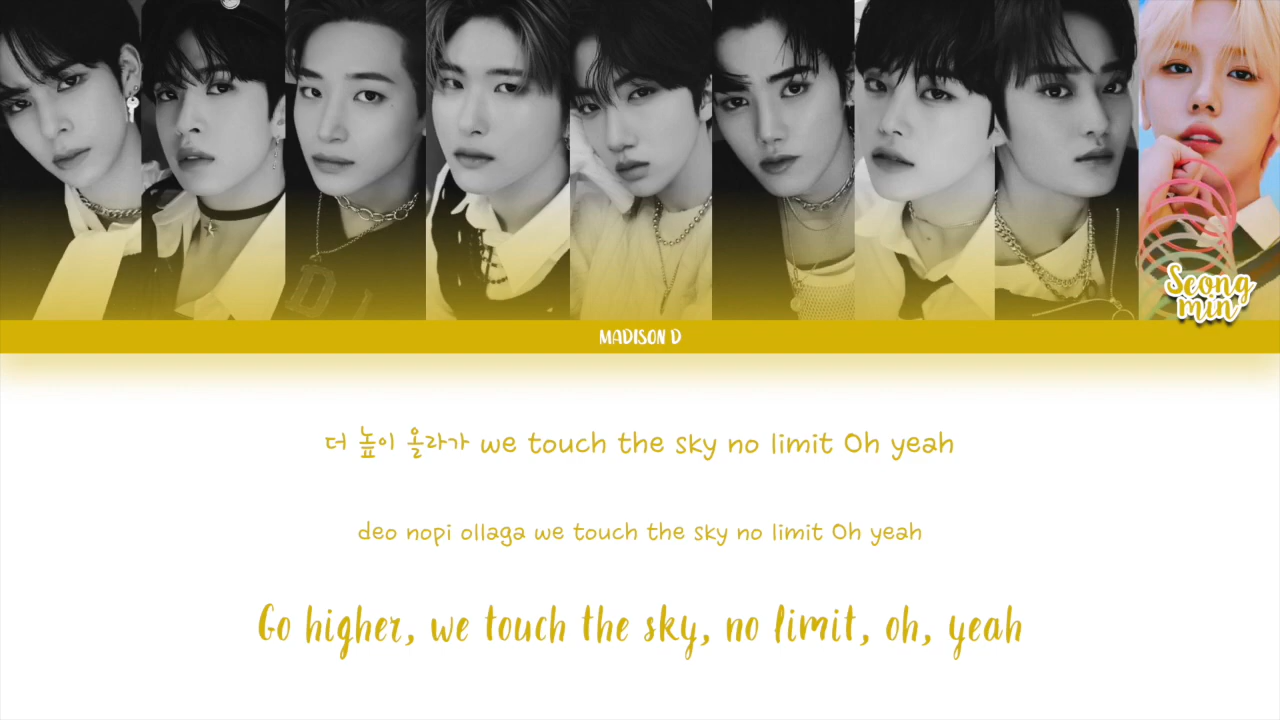 Seong
min
MADISON D
더 높이 올라가 we touch the sky no limit Oh yeah
deo nopi ollaga we touch the sky no limit Oh yeah
Go higher, we touch the sky, no limit, oh, yeah